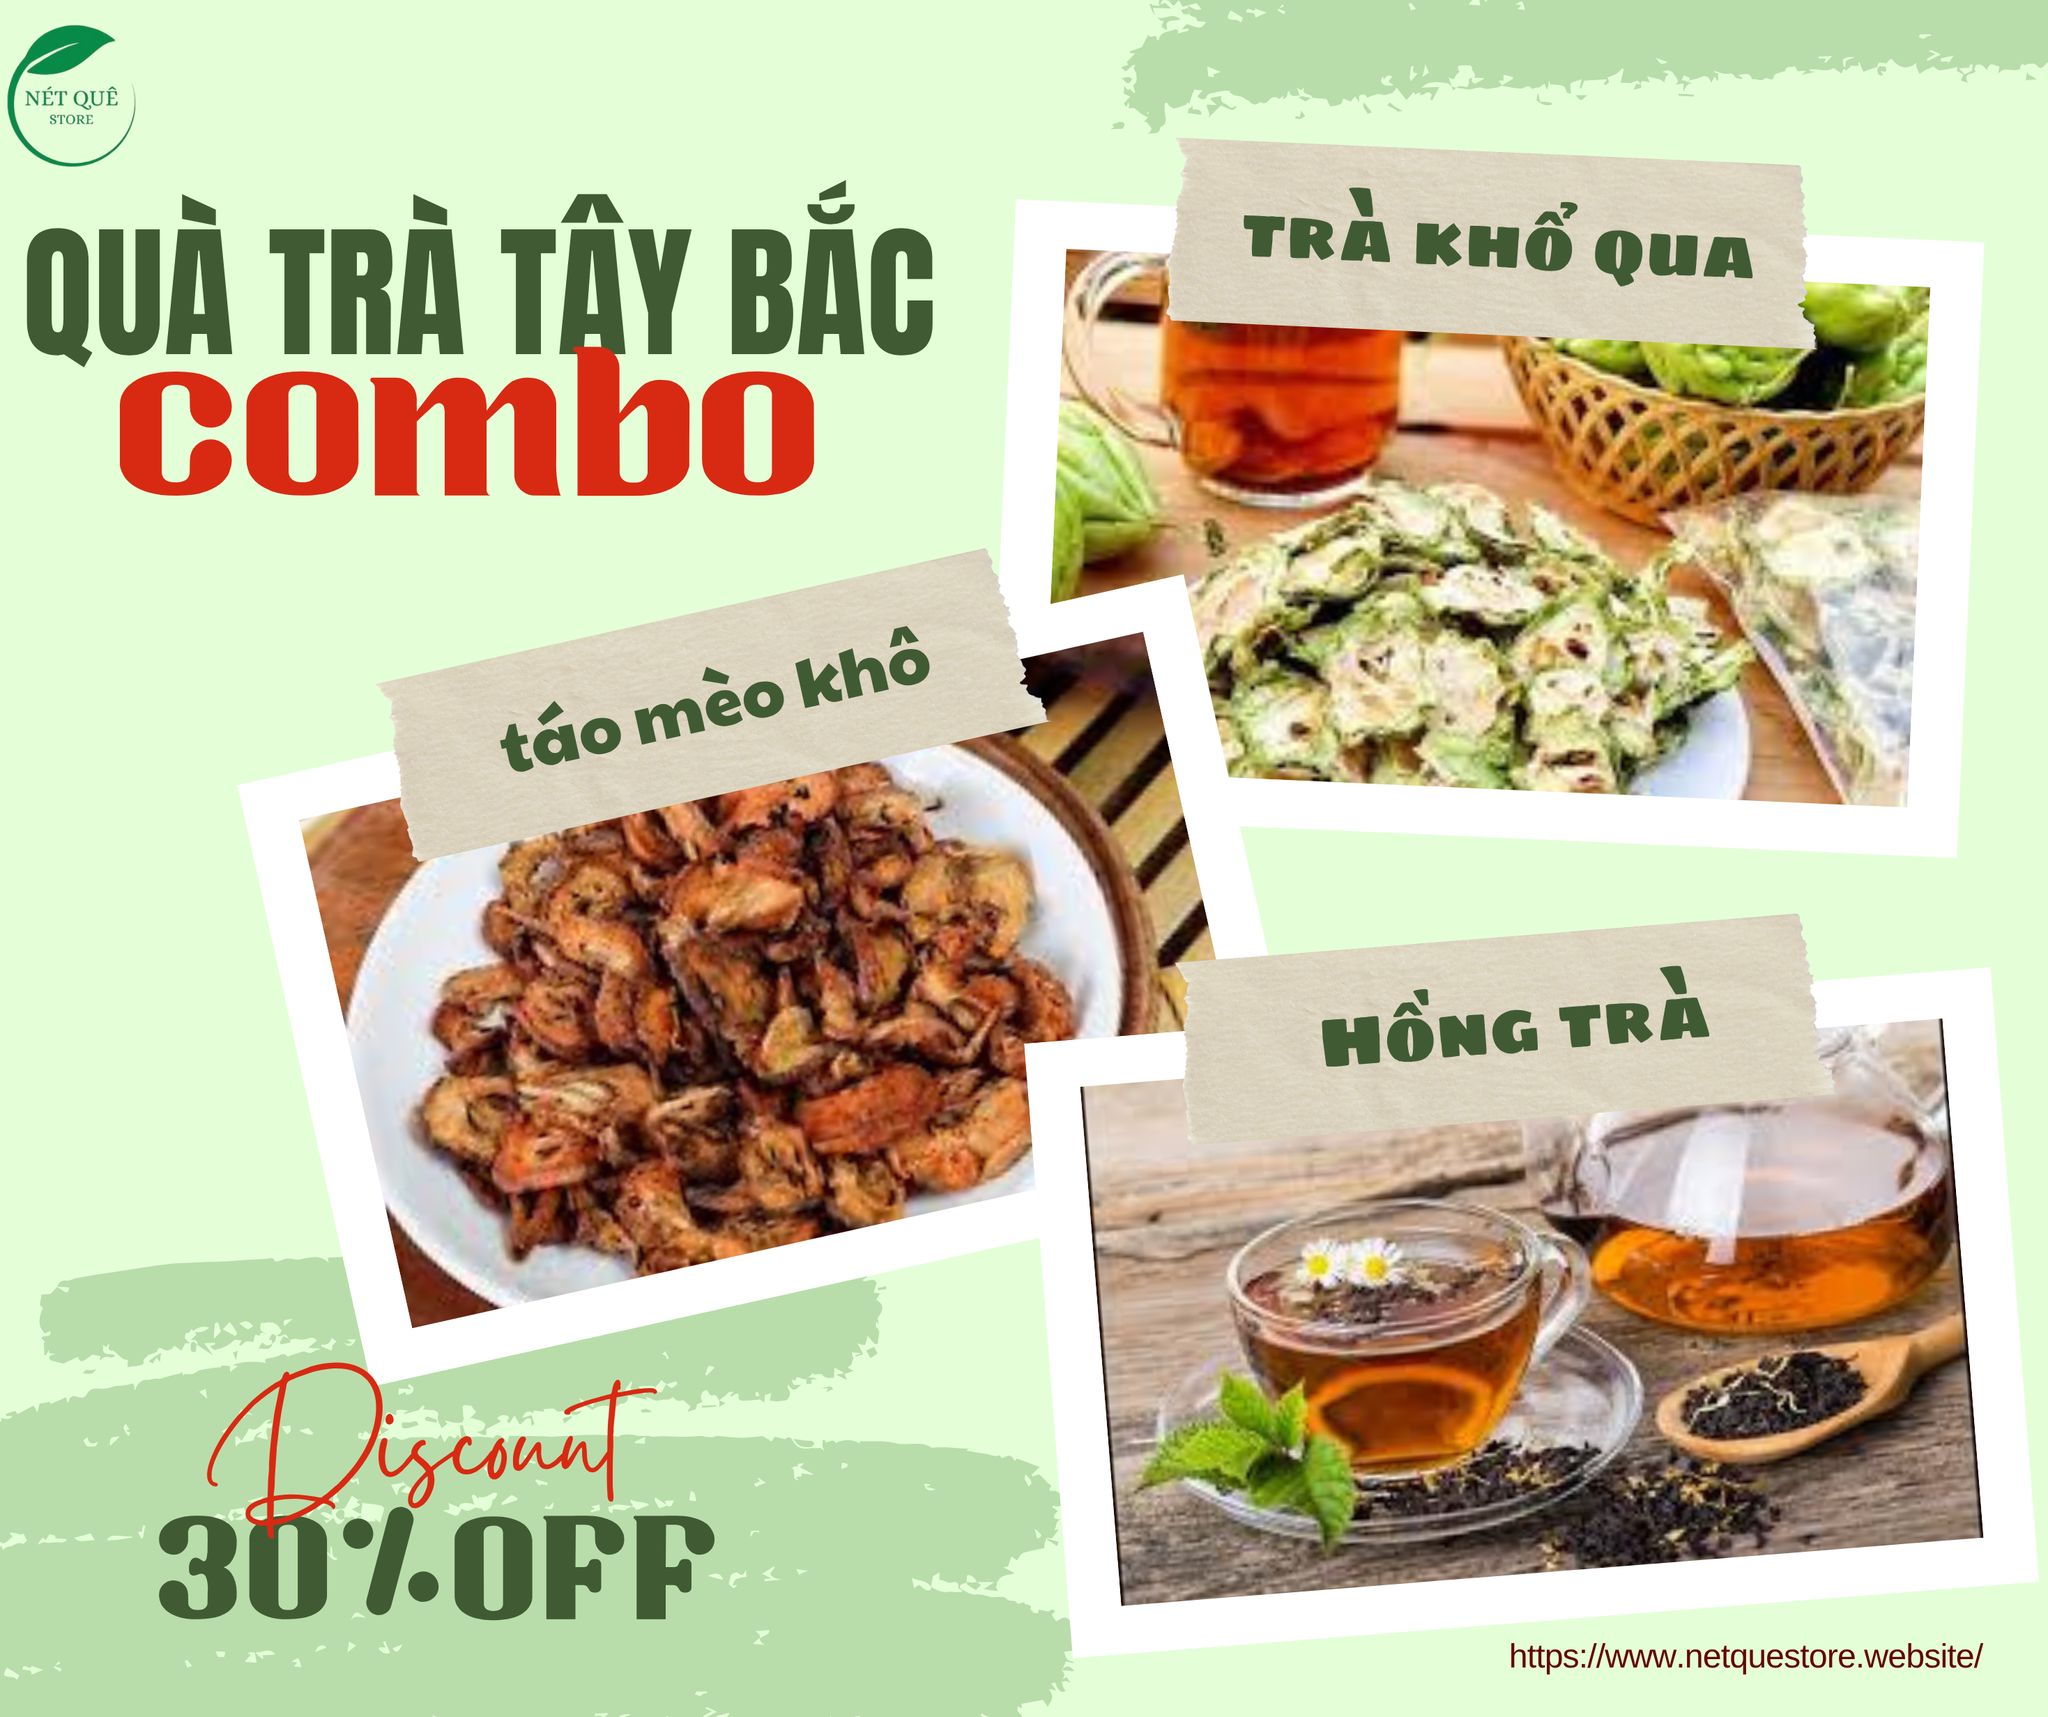 NÉT QUÊ
STORE
QUÀ TRÀ TÂY BẮC
combo
TRÀ KHỔ QUA
táo mèo khô
HỒNG TRÀ
Discount
30%OFF
https://www.netquestore.website/